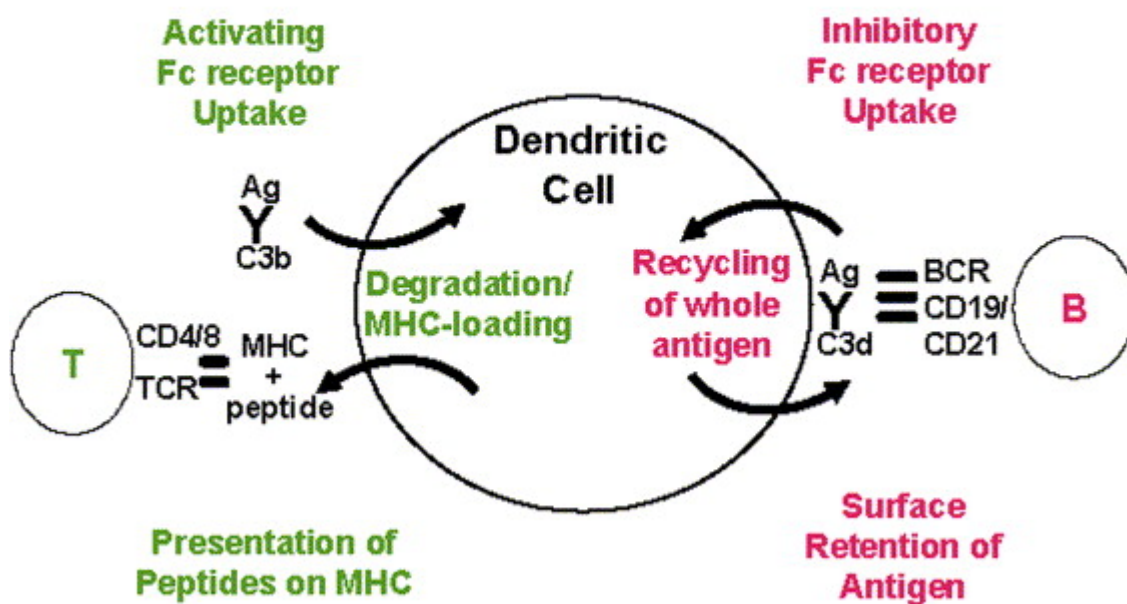 Activating
Fc receptor
Uptake
Inhibitory
Fc receptor
Uptake
Dendritic
Cell
Ag
Y
C3b
Degradation/
MHC-loading
Recycling
of whole
antigen
Ag
Y
C3d
BCR
CD19/
CD21
B
T
CD4/8
TCR
MHC
+
peptide
Presentation of
Peptides on MHC
Surface
Retention of
Antigen